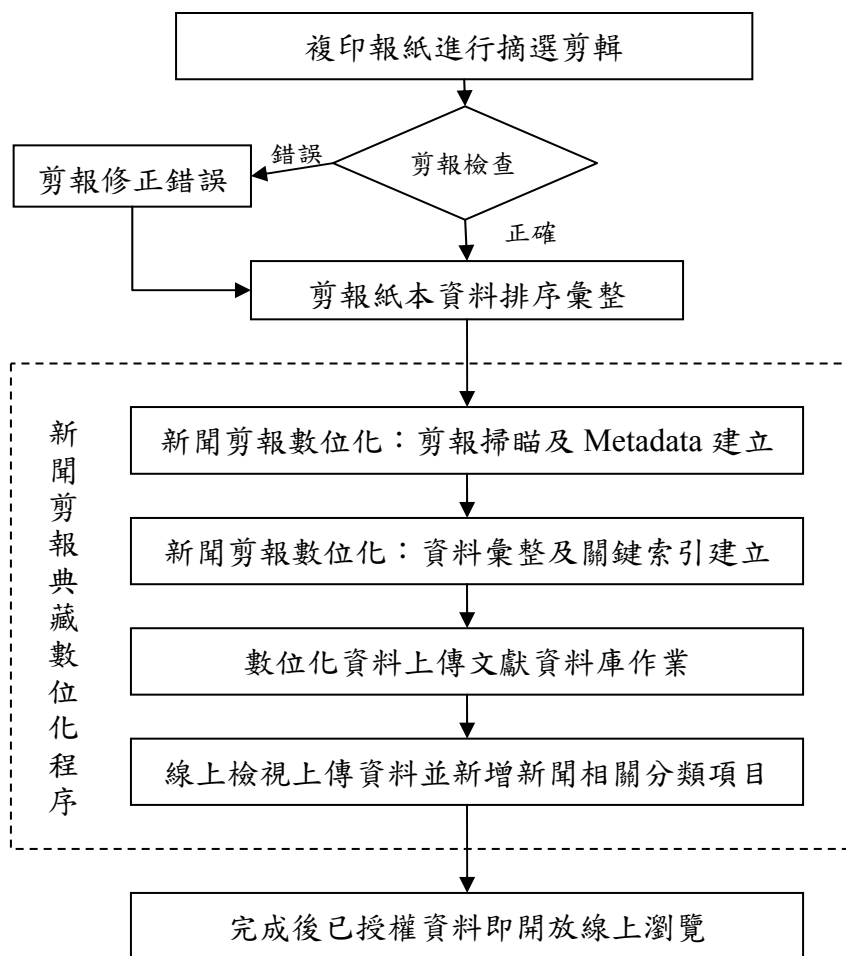 複印報紙進行摘選剪輯
剪報檢查
錯誤
剪報修正錯誤
正確
剪報紙本資料排序彙整
新聞剪報典藏數位化程序
新聞剪報數位化：剪報掃瞄及 Metadata 建立
新聞剪報數位化：資料彙整及關鍵索引建立
數位化資料上傳文獻資料庫作業
線上檢視上傳資料並新增新聞相關分類項目
完成後已授權資料即開放線上瀏覽